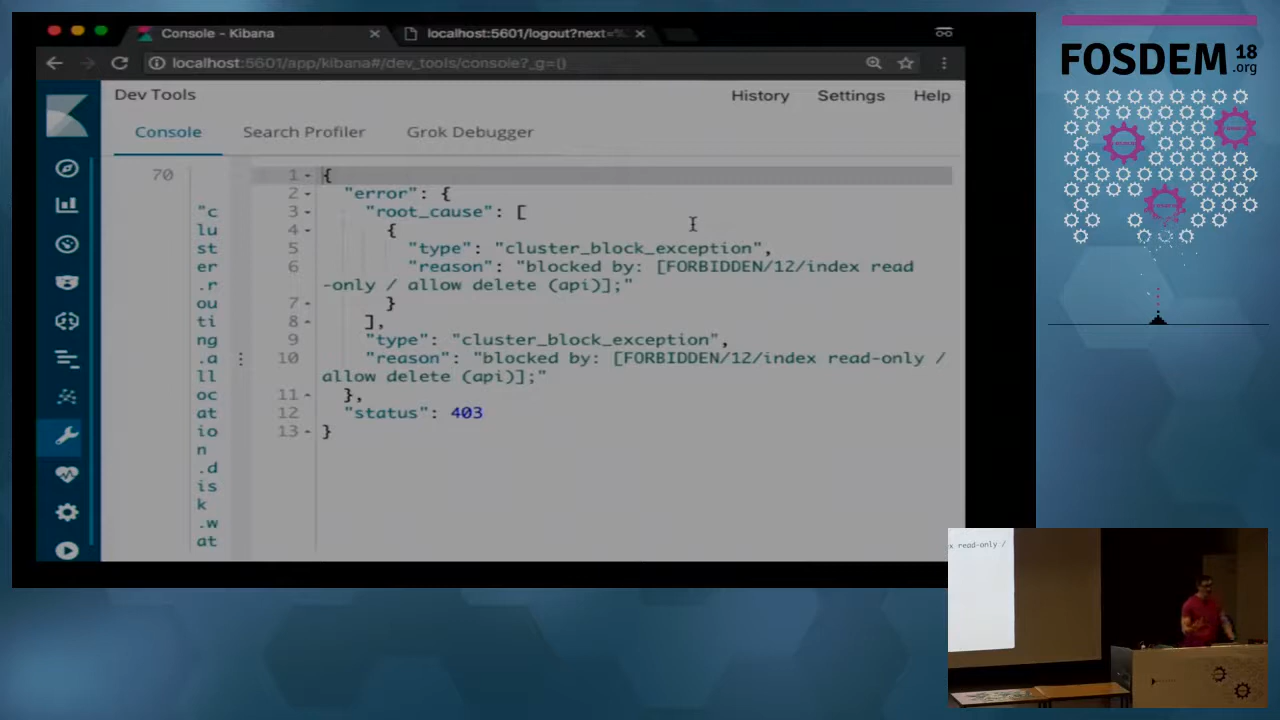 Console - Kibana
localhost:5601/logout?next=%
localhost:5601/app/kibana#/dev_tools/console?_g=()
Dev Tools
History
Settings
Help
Console
Search Profiler
Grok Debugger
70
"c
lu
st
er
.r
ou
ti
ng
.a
ll
oc
at
io
n
.d
is
k
.w
at
1 {
2 "error": {
3 "root_cause": [
4 {
5 "type": "cluster_block_exception",
6 "reason": "blocked by: [FORBIDDEN/12/index read
-only / allow delete (api)];"
7 }
8 ],
9 "type": "cluster_block_exception",
10 "reason": "blocked by: [FORBIDDEN/12/index read-only /
allow delete (api)];"
11 },
12 "status": 403
13 }
FOSDEM 18
.org
x read-only /